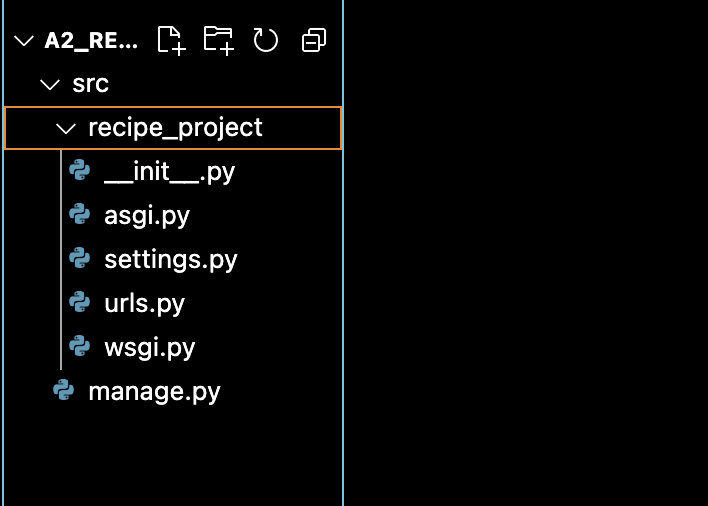 A2_RE...
src
recipe_project
__init__.py
asgi.py
settings.py
urls.py
wsgi.py
manage.py